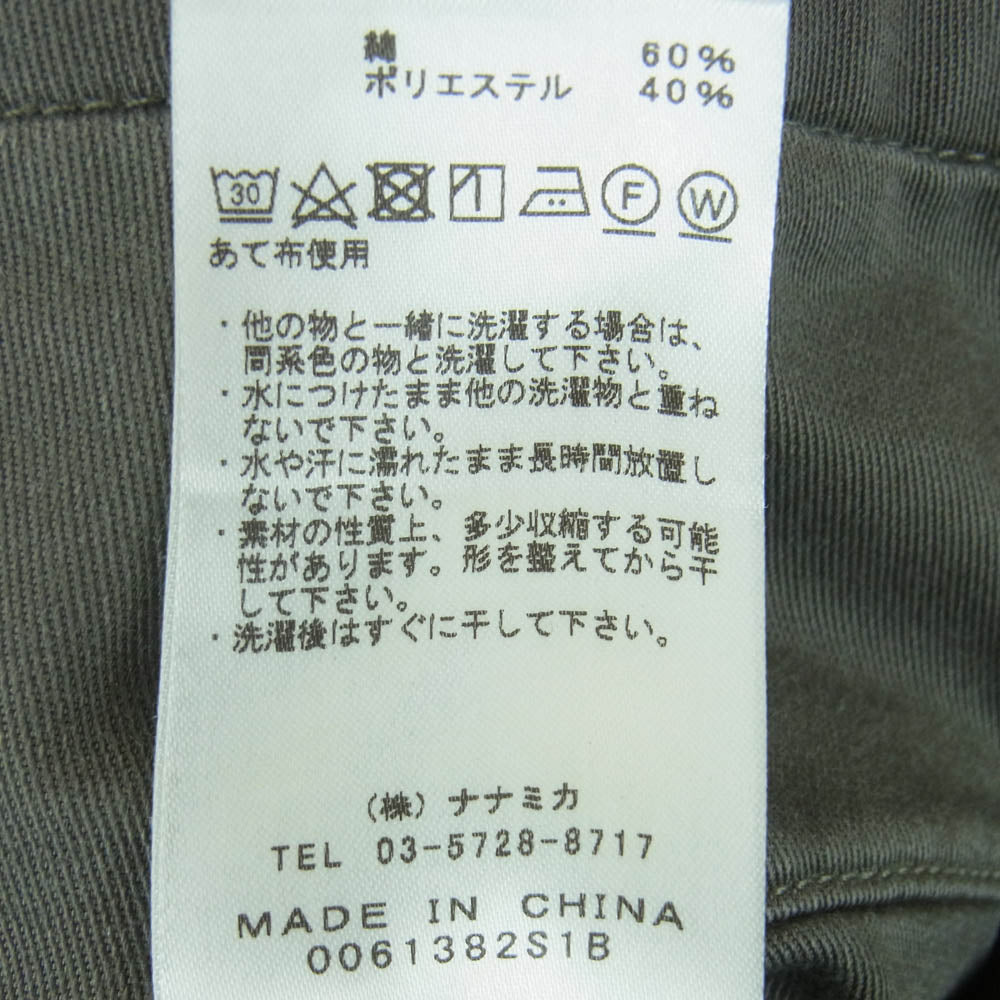 綿 60%
ポリエステル 40%
30 F W
あて布使用
・他の物と一緒に洗濯する場合は、
同系色の物と洗濯して下さい。
・水につけたまま他の洗濯物と重ね
ないで下さい。
・水や汗に濡れたまま長時間放置し
ないで下さい。
・素材の性質上、多少収縮する可能
性があります。形を整えてから干
して下さい。
・洗濯後はすぐに干して下さい。
(株)ナナミカ
TEL 03-5728-8717
MADE IN CHINA
0061382S1B